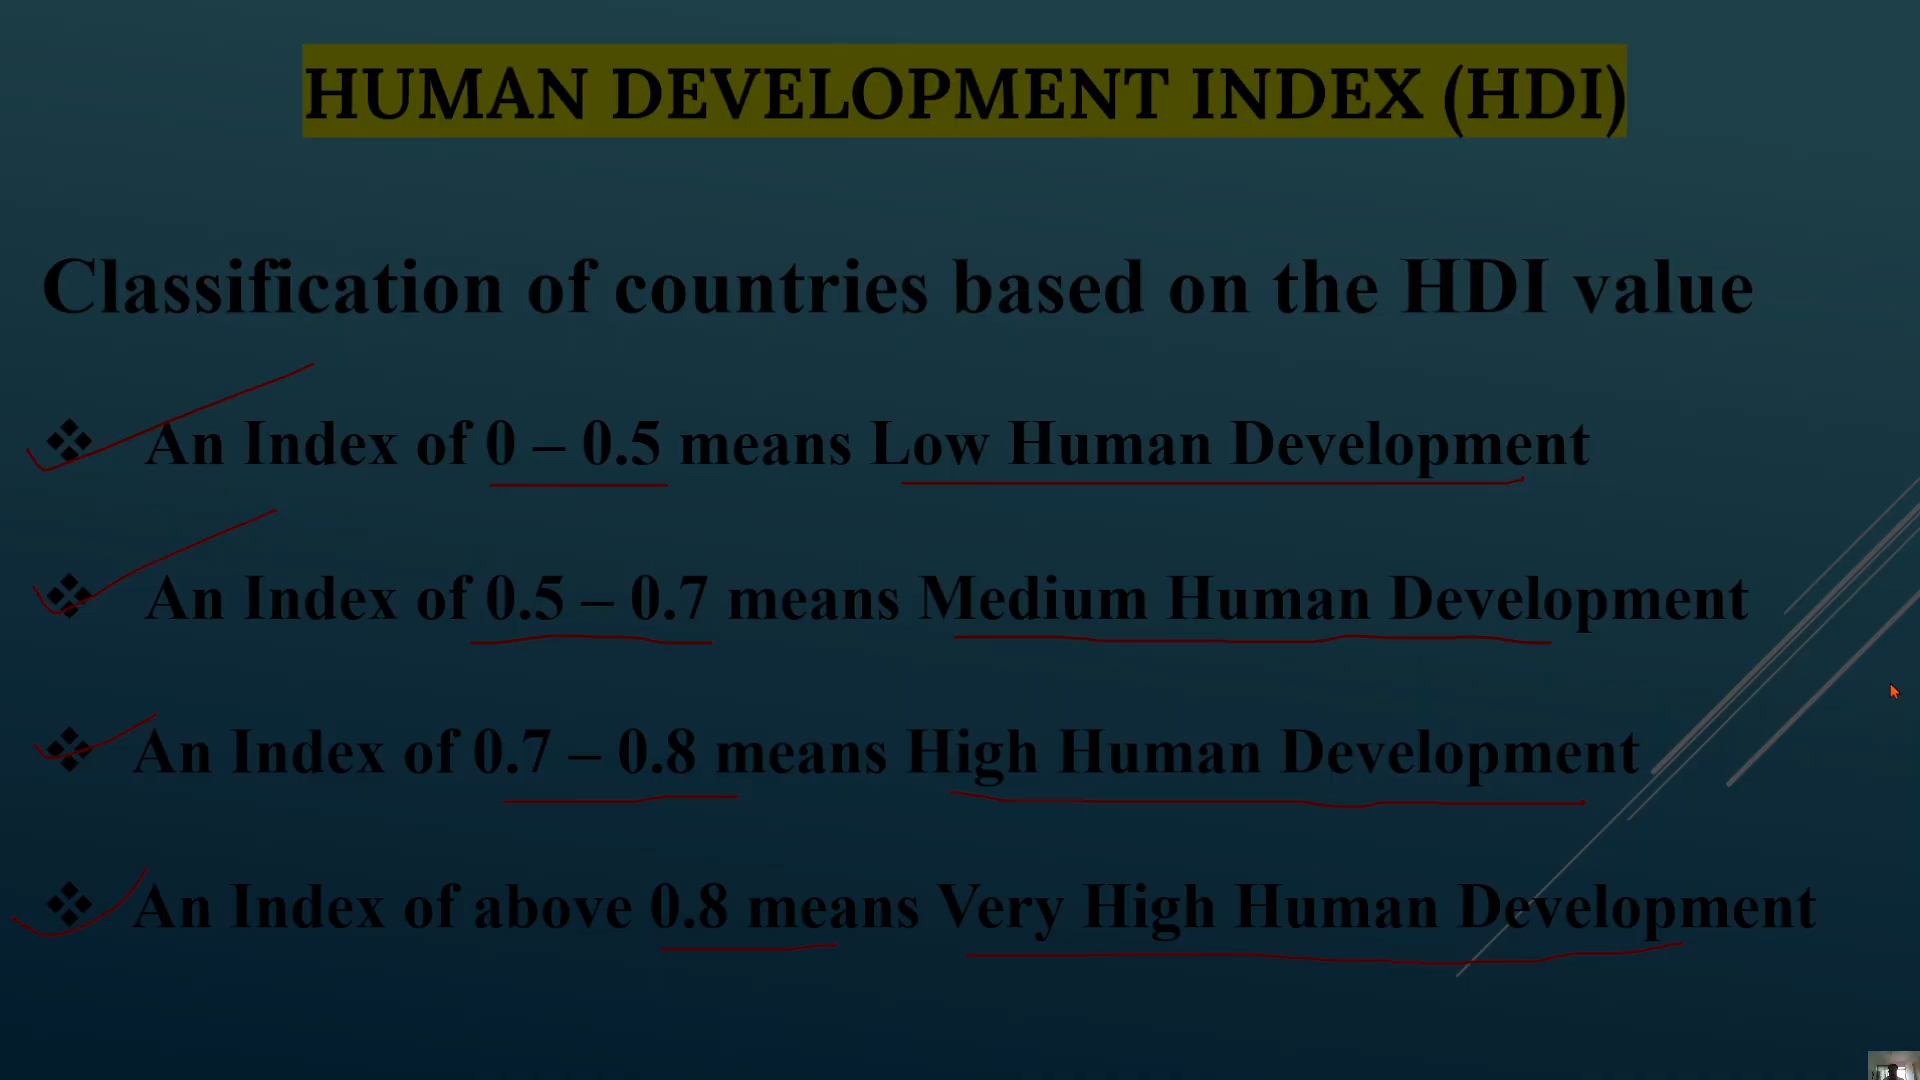 HUMAN DEVELOPMENT INDEX (HDI)
Classification of countries based on the HDI value
An Index of 0 – 0.5 means Low Human Development
An Index of 0.5 – 0.7 means Medium Human Development
An Index of 0.7 – 0.8 means High Human Development
An Index of above 0.8 means Very High Human Development